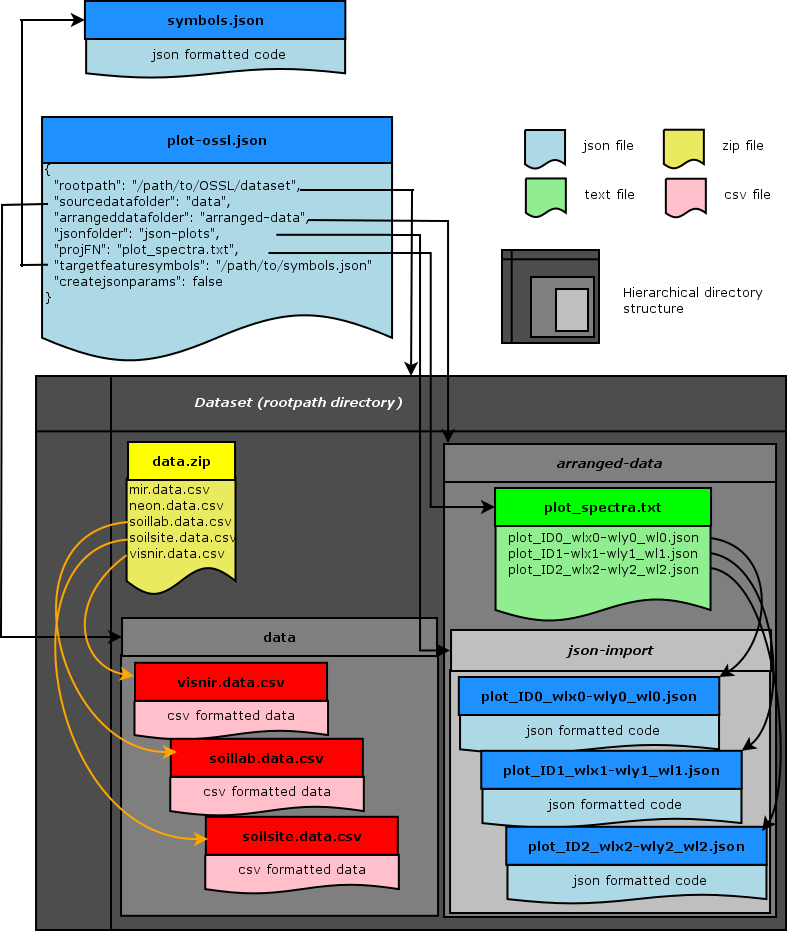 symbols.json
json formatted code
plot-ossl.json
{
"rootpath": "/path/to/OSSL/dataset",
"sourcedatafolder": "data",
"arrangeddatafolder": "arranged-data",
"jsonfolder": "json-plots",
"projFN": "plot_spectra.txt",
"targetfeaturesymbols": "/path/to/symbols.json"
"createjsonparams": false
}
json file
zip file
text file
csv file
Hierarchical directory
structure
Dataset (rootpath directory)
data.zip
mir.data.csv
neon.data.csv
soillab.data.csv
soilsite.data.csv
visnir.data.csv
arranged-data
plot_spectra.txt
plot_ID0_wlx0-wly0_wl0.json
plot_ID1-wlx1-wly1_wl1.json
plot_ID2_wlx2-wly2_wl2.json
data
visnir.data.csv
csv formatted data
soillab.data.csv
csv formatted data
soilsite.data.csv
csv formatted data
json-import
plot_ID0_wlx0-wly0_wl0.json
json formatted code
plot_ID1_wlx1-wly1_wl1.json
json formatted code
plot_ID2_wlx2-wly2_wl2.json
json formatted code